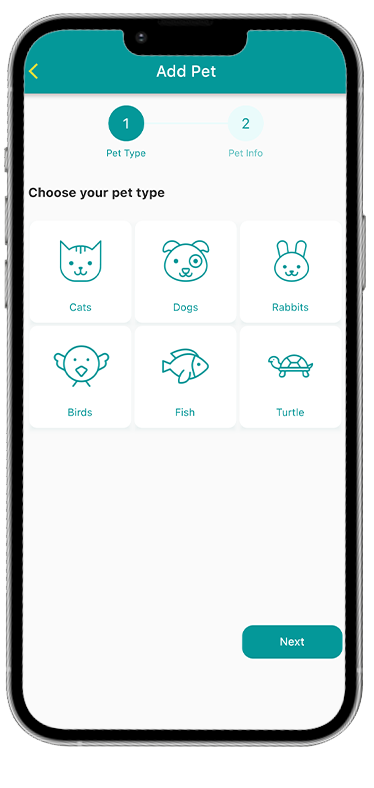 Add Pet
1 2
Pet Type Pet Info
Choose your pet type
Cats Dogs Rabbits
Birds Fish Turtle
Next